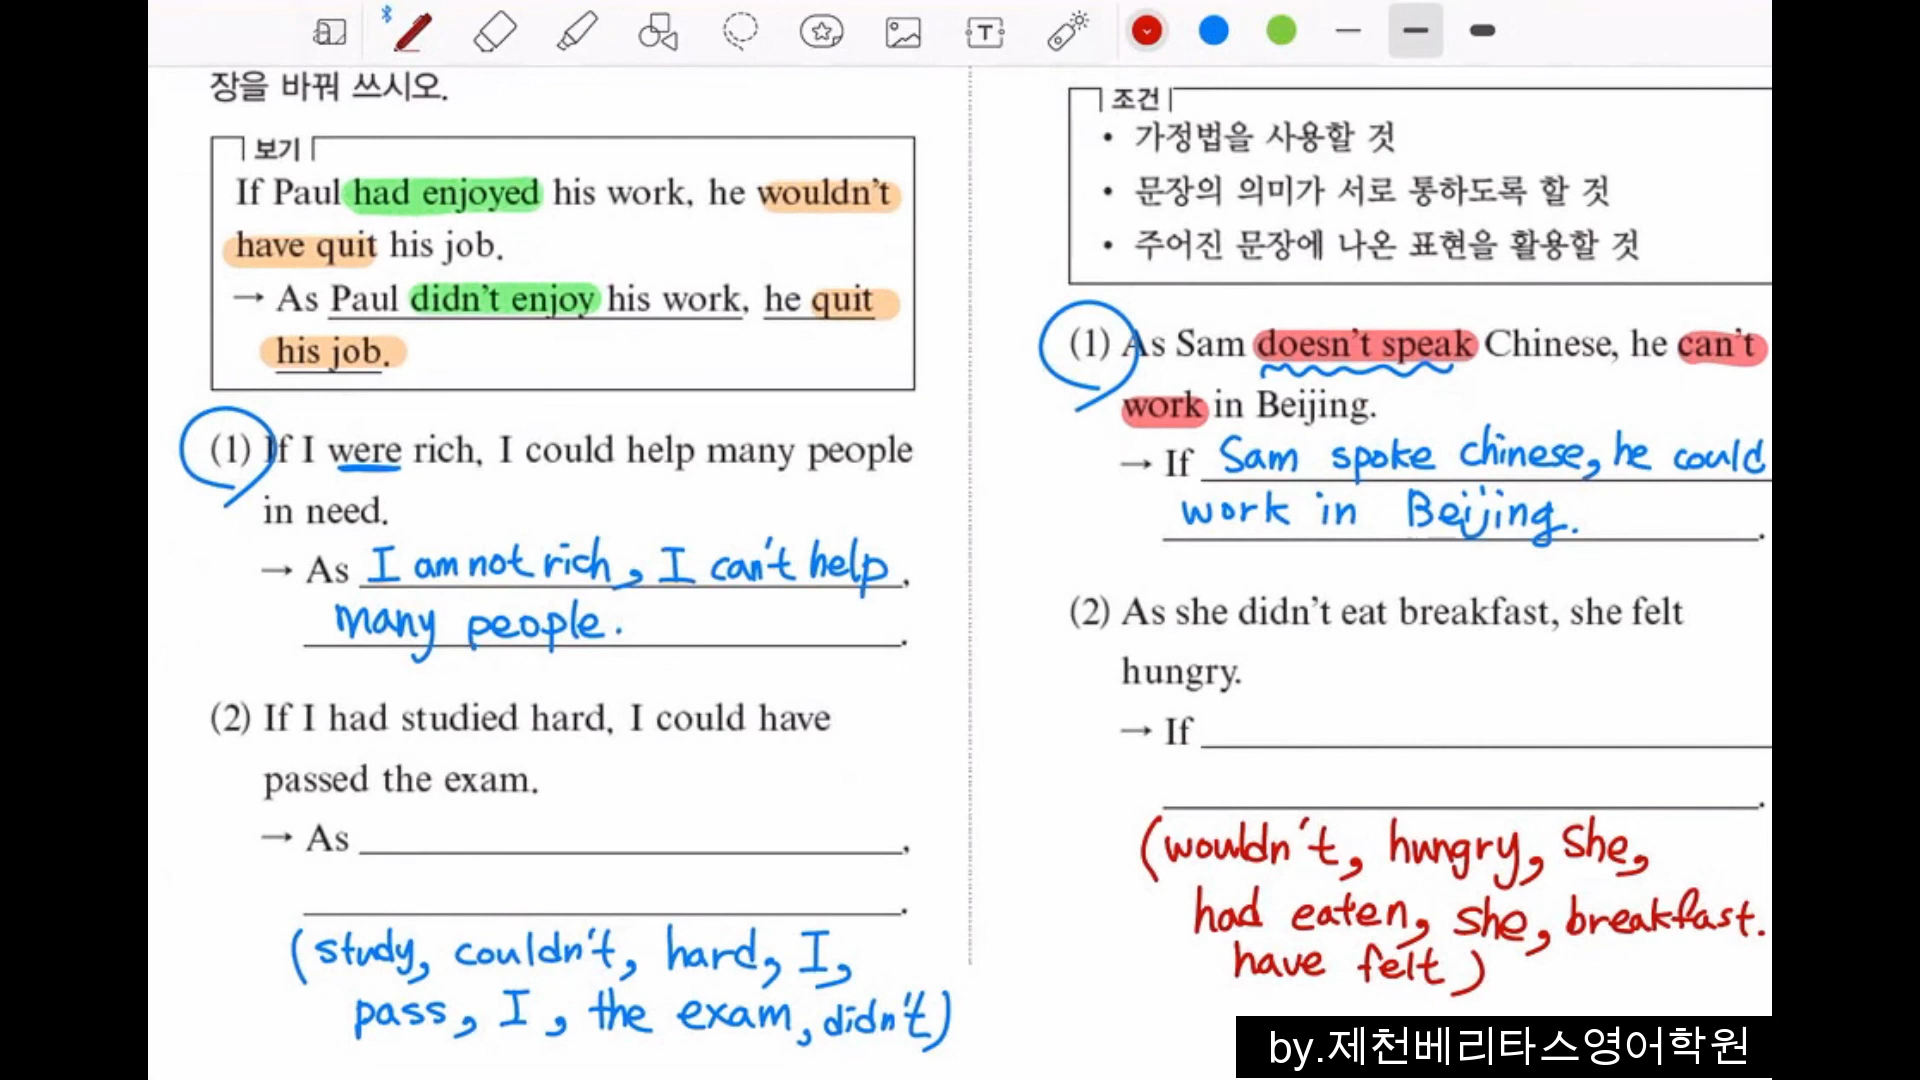 장을 바꿔 쓰시오.
보기
If Paul had enjoyed his work, he wouldn't
have quit his job.
→ As Paul didn't enjoy his work, he quit
his job.
(1) If I were rich, I could help many people
in need.
→ As I am not rich, I can't help,
many people.
(2) If I had studied hard, I could have
passed the exam.
→ As ,
.
(study, couldn't, hard, I,
pass, I, the exam, didn't)
조건
• 가정법을 사용할 것
• 문장의 의미가 서로 통하도록 할 것
• 주어진 문장에 나온 표현을 활용할 것
(1) As Sam doesn't speak Chinese, he can't
work in Beijing.
→ If Sam spoke chinese, he could
work in Beijing.
(2) As she didn't eat breakfast, she felt
hungry.
→ If
.
(wouldn't, hungry, She,
had eaten, she, breakfast.
have felt)
by.제천베리타스영어학원